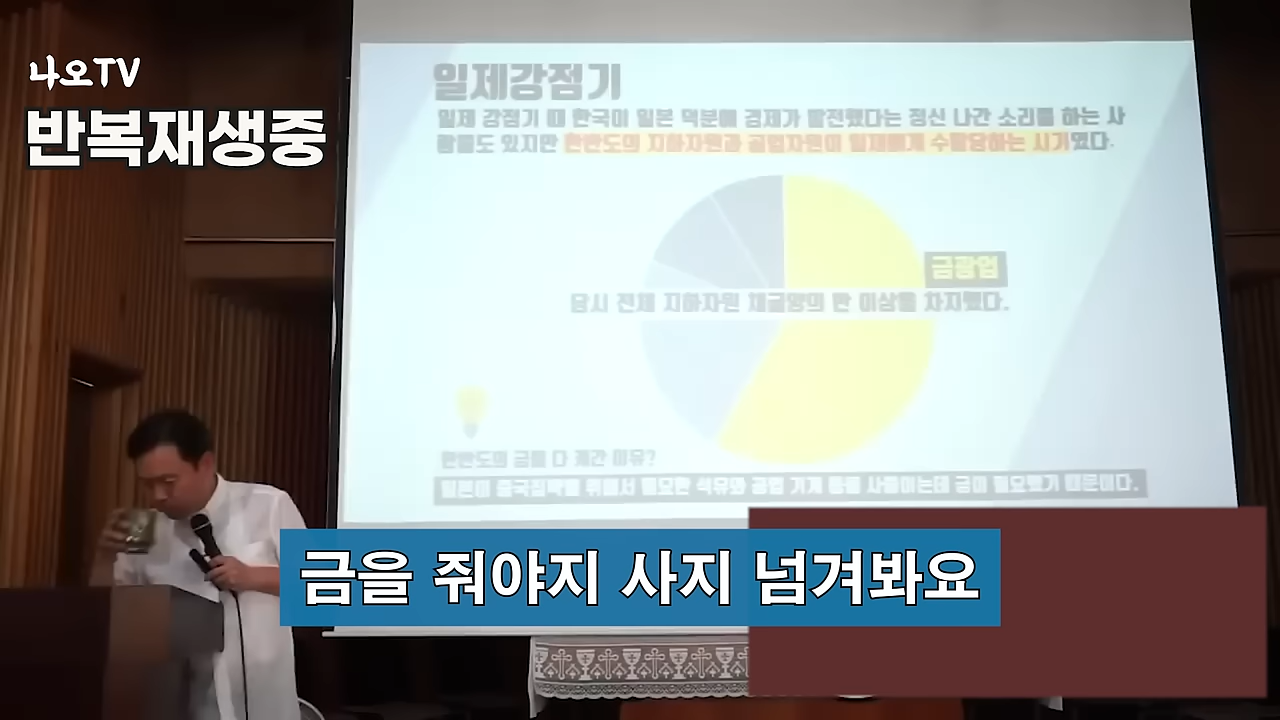 나오TV
반복재생중
일제강점기
일제 강점기 때 한국이 일본 덕분에 경제가 발전했다는 정신 나간 소리를 하는 사
람들도 있지만 한반도의 지하자원과 공업자원이 일제에게 수탈당하는 시기였다.
금광업
당시 전체 지하자원 채굴량의 반 이상을 차지했다.
한반도의 금을 다 캐간 이유?
일본이 중국침략을 위해서 필요한 석유와 공업 기계 등을 사들이는데 금이 필요했기 때문이다.
금을 줘야지 사지 넘겨봐요